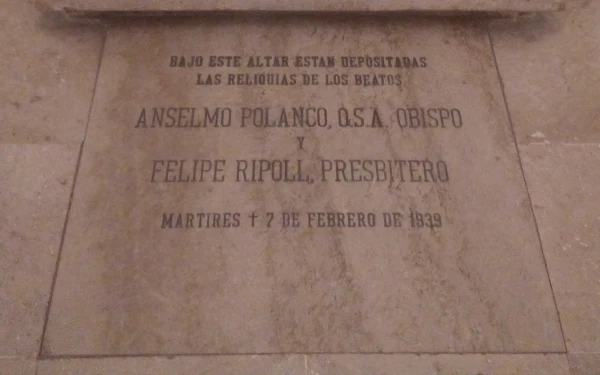 BAJO ESTE ALTAR ESTAN DEPOSITADAS
LAS RELIQUIAS DE LOS BEATOS
ANSELMO POLANCO, O.S.A. OBISPO
Y
FELIPE RIPOLL, PRESBITERO
MARTIRES † 7 DE FEBRERO DE 1939